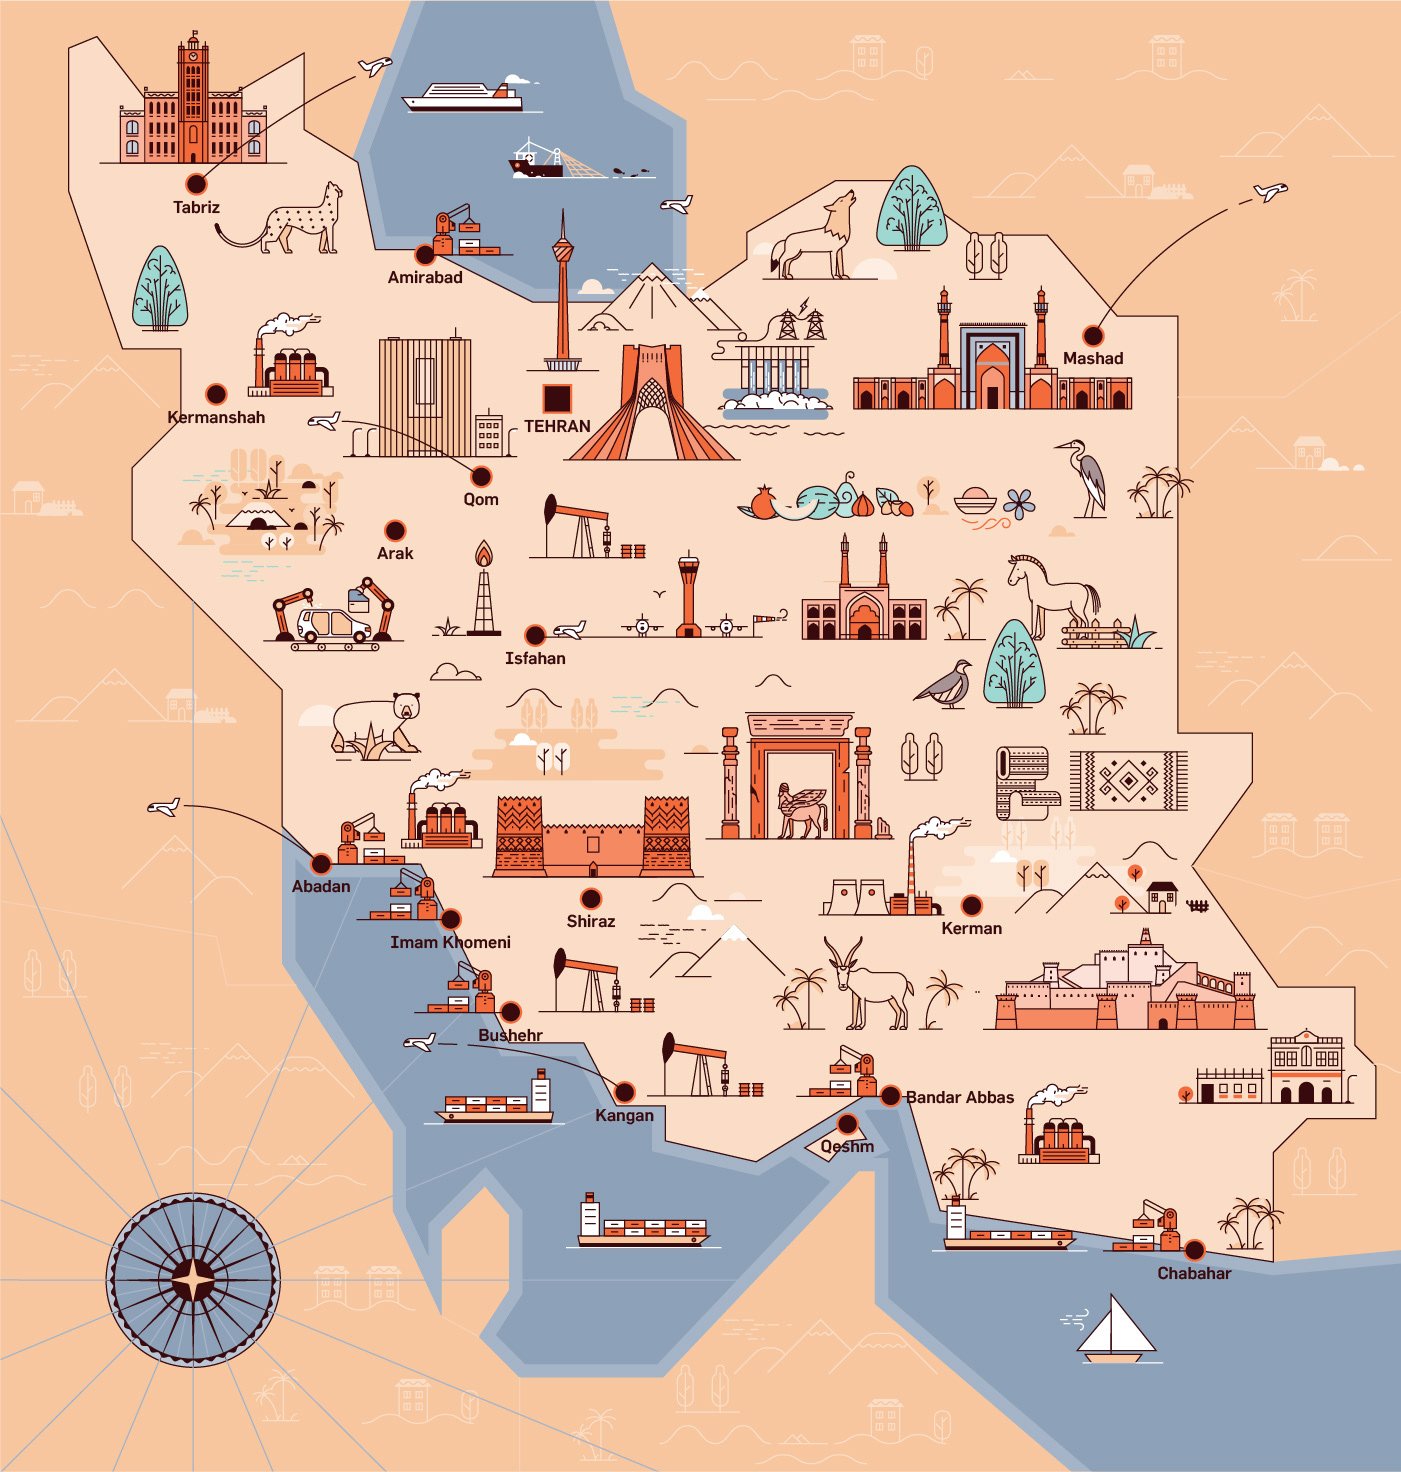 Tabriz
Amirabad
Mashad
Kermanshah
TEHRAN
Qom
Arak
Isfahan
Abadan
Shiraz
Kerman
Imam Khomeni
Bushehr
Kangan
Bandar Abbas
Qeshm
Chabahar